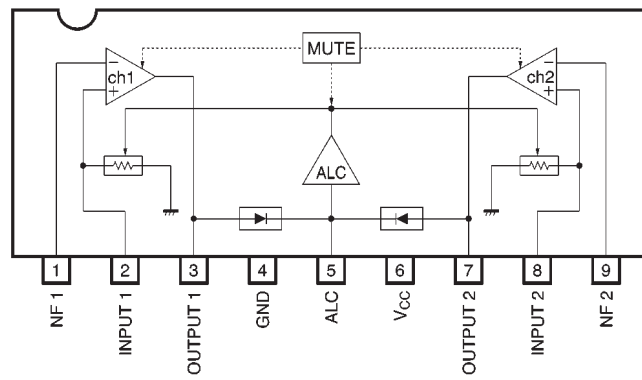 MUTE
ch1
ch2
−
+
−
+
ALC
1
2
3
4
5
6
7
8
9
NF 1
INPUT 1
OUTPUT 1
GND
ALC
VCC
OUTPUT 2
INPUT 2
NF 2